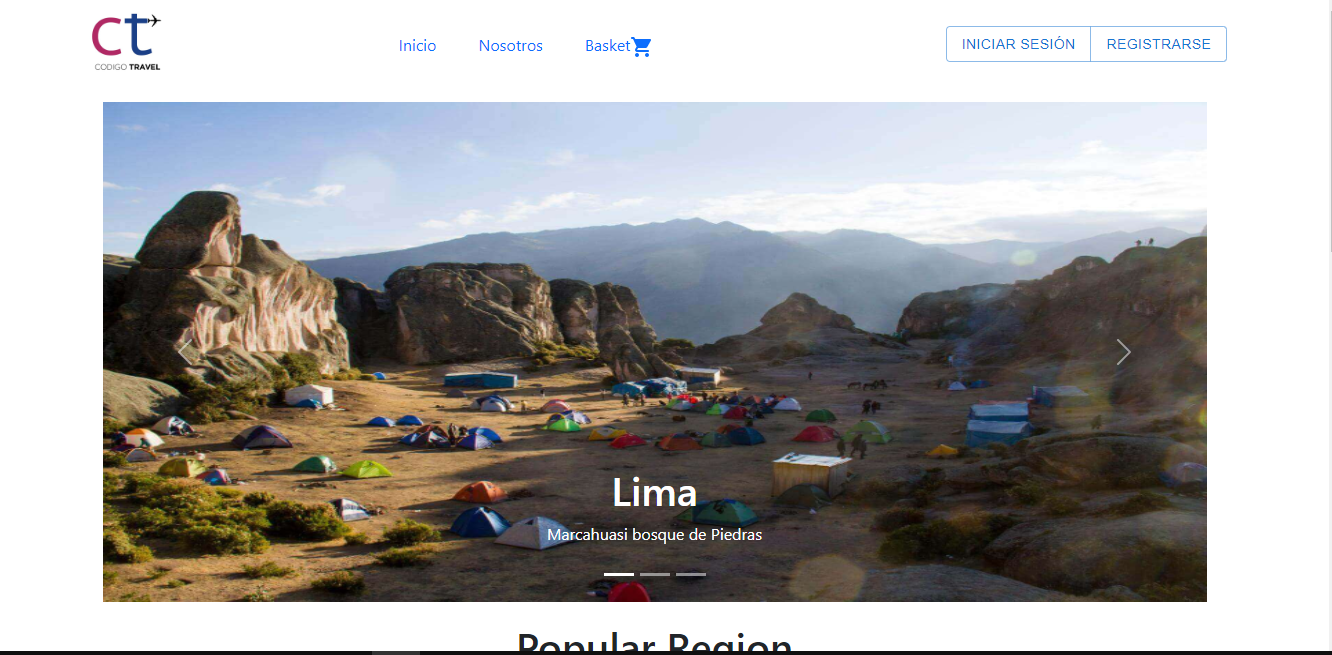 ct
CODIGO TRAVEL
Inicio
Nosotros
Basket
INICIAR SESIÓN
REGISTRARSE
Lima
Marcahuasi bosque de Piedras
Popular Region